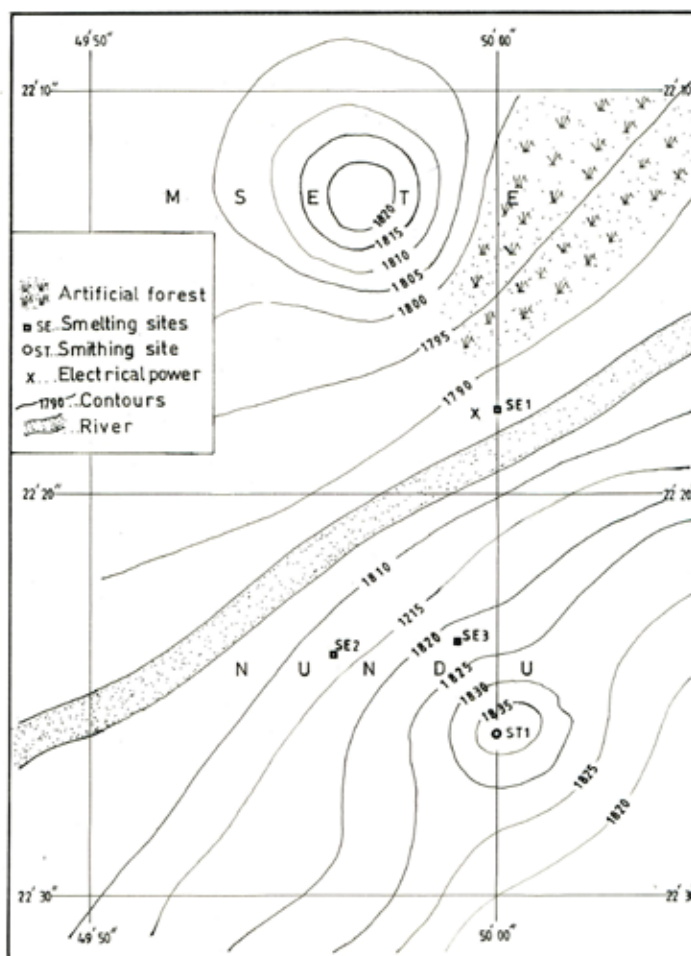 49'50" 50'00"
22'10" 22'10
M S E T E
1820
1815
1810
1805
1800
1795
1790
Artificial forest
SE Smelting sites
ST Smithing site
X...Electrical power
1790...Contours
...River
X SE1
22'20" 22'20
1810
1215
1820
1825
1830
1835
SE2
SE3
N U N D U
ST1
1825
1820
22'30" 22'30
49'50" 50'00"